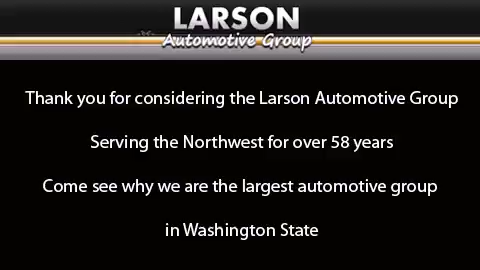 LARSON
Automotive Group
Thank you for considering the Larson Automotive Group
Serving the Northwest for over 58 years
Come see why we are the largest automotive group
in Washington State